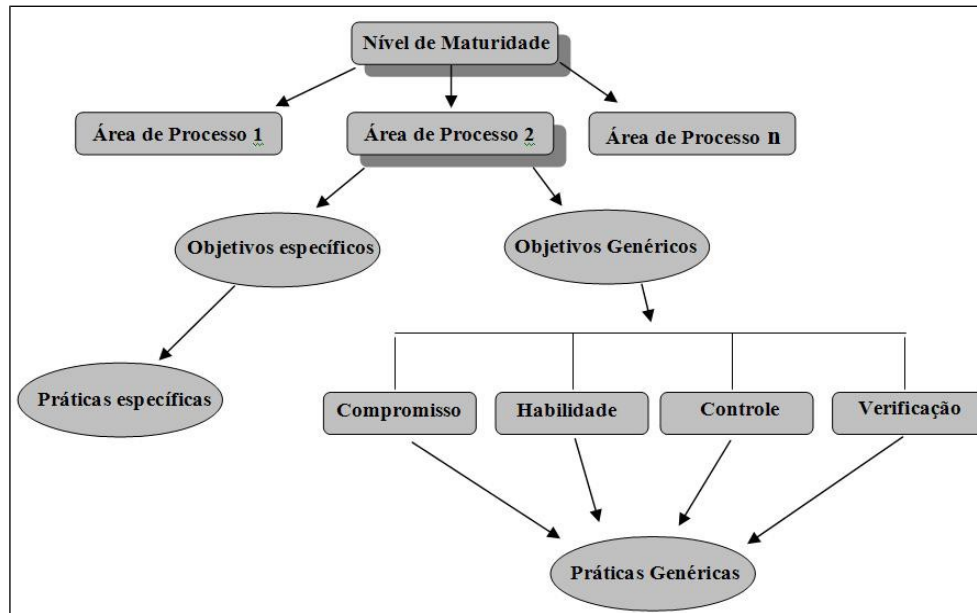 Nível de Maturidade
Área de Processo 1
Área de Processo 2
Área de Processo n
Objetivos específicos
Objetivos Genéricos
Práticas específicas
Compromisso
Habilidade
Controle
Verificação
Práticas Genéricas